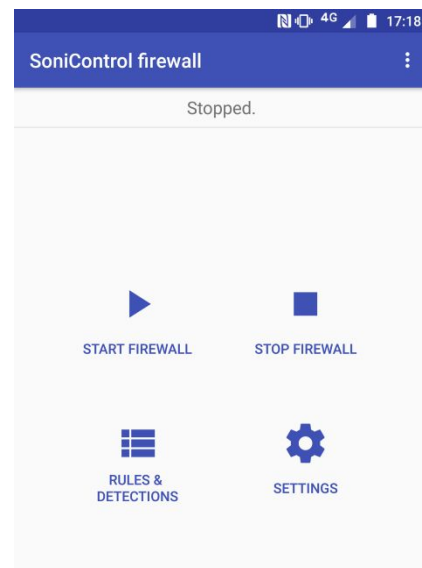 4G 17:18
SoniControl firewall
Stopped.
START FIREWALL STOP FIREWALL
RULES &
DETECTIONS
SETTINGS